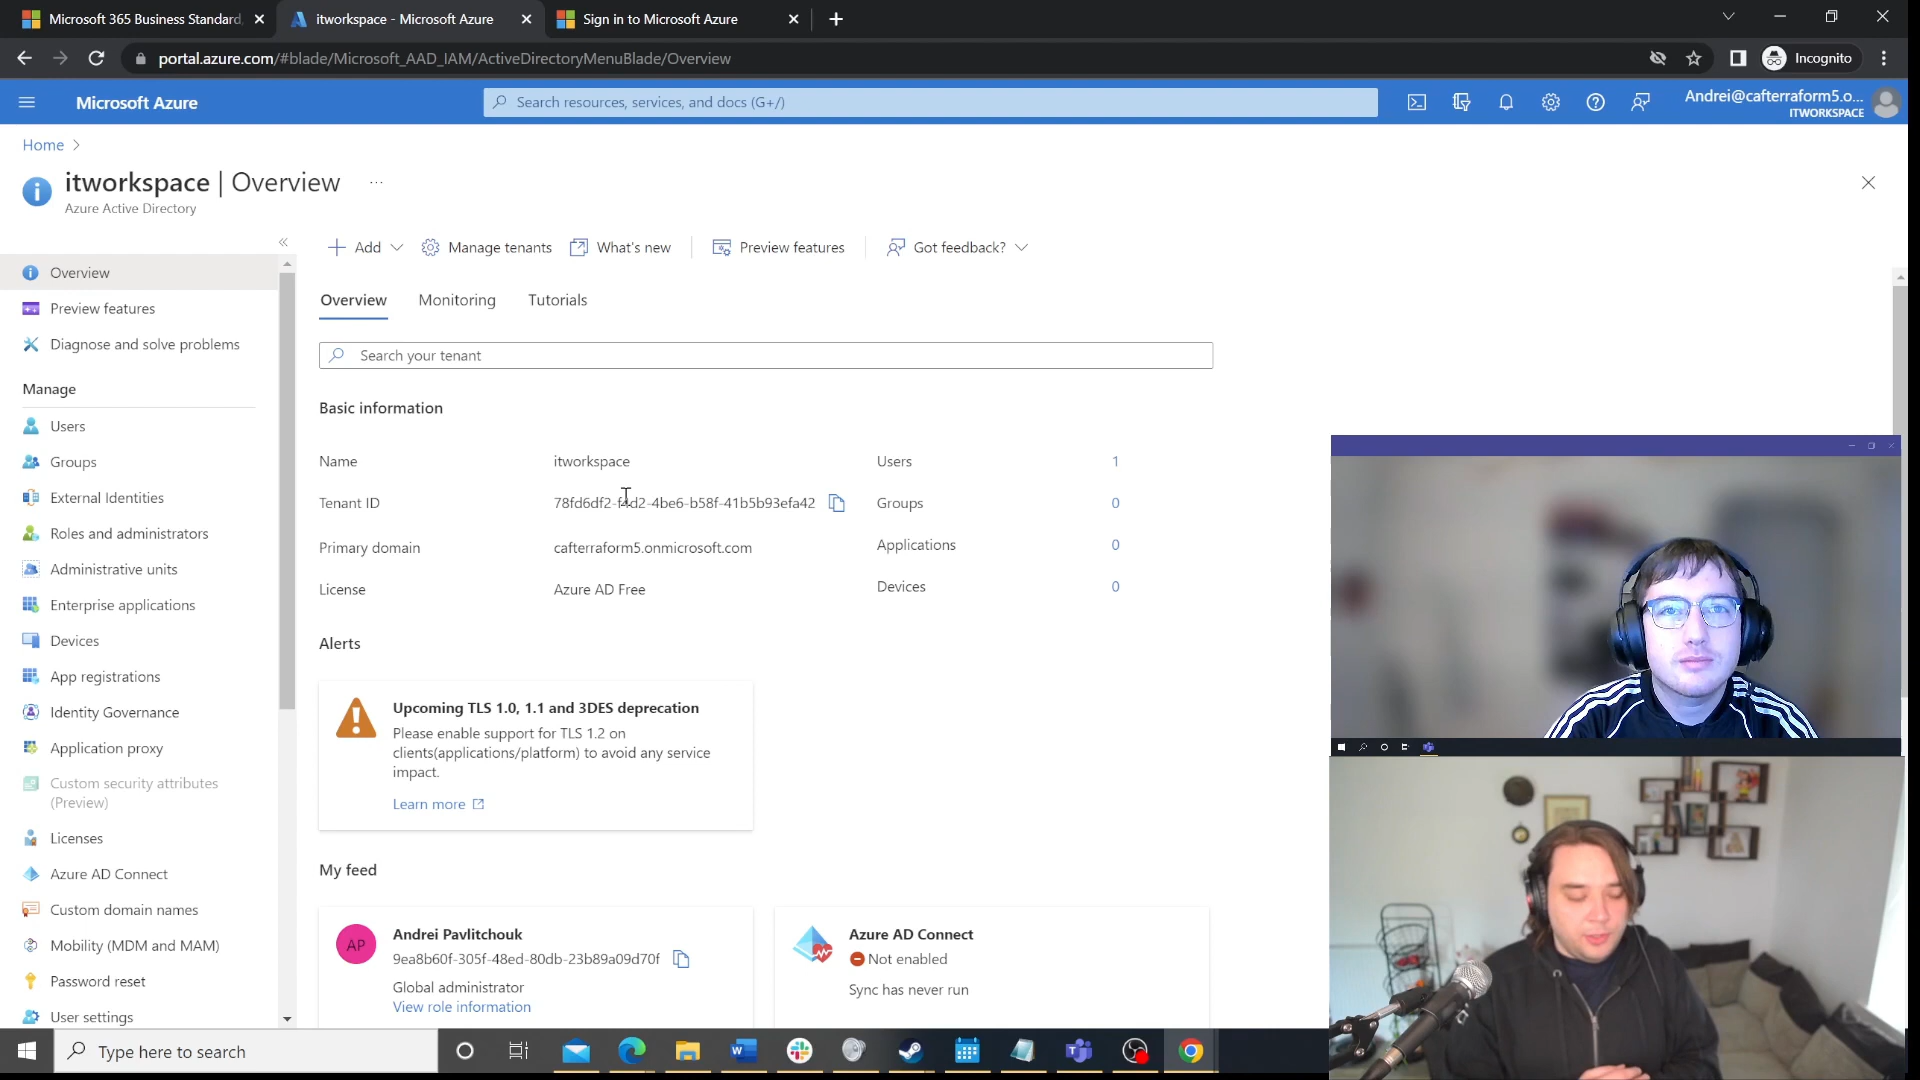 Microsoft 365 Business Standard,
itworkspace - Microsoft Azure
Sign in to Microsoft Azure
portal.azure.com/#blade/Microsoft_AAD_IAM/ActiveDirectoryMenuBlade/Overview
Incognito
Microsoft Azure
Search resources, services, and docs (G+/)
Andrei@cafterraform5.o...
ITWORKSPACE
Home
itworkspace | Overview
...
Azure Active Directory
Add
Manage tenants
What's new
Preview features
Got feedback?
Overview
Preview features
Diagnose and solve problems
Manage
Users
Groups
External Identities
Roles and administrators
Administrative units
Enterprise applications
Devices
App registrations
Identity Governance
Application proxy
Custom security attributes
(Preview)
Licenses
Azure AD Connect
Custom domain names
Mobility (MDM and MAM)
Password reset
User settings
Overview
Monitoring
Tutorials
Search your tenant
Basic information
Name
itworkspace
Users
1
Tenant ID
78fd6df2-f4d2-4be6-b58f-41b5b93efa42
Groups
0
Primary domain
cafterraform5.onmicrosoft.com
Applications
0
License
Azure AD Free
Devices
0
Alerts
Upcoming TLS 1.0, 1.1 and 3DES deprecation
Please enable support for TLS 1.2 on
clients(applications/platform) to avoid any service
impact.
Learn more
My feed
AP
Andrei Pavlitchouk
9ea8b60f-305f-48ed-80db-23b89a09d70f
Global administrator
View role information
Azure AD Connect
Not enabled
Sync has never run
Type here to search